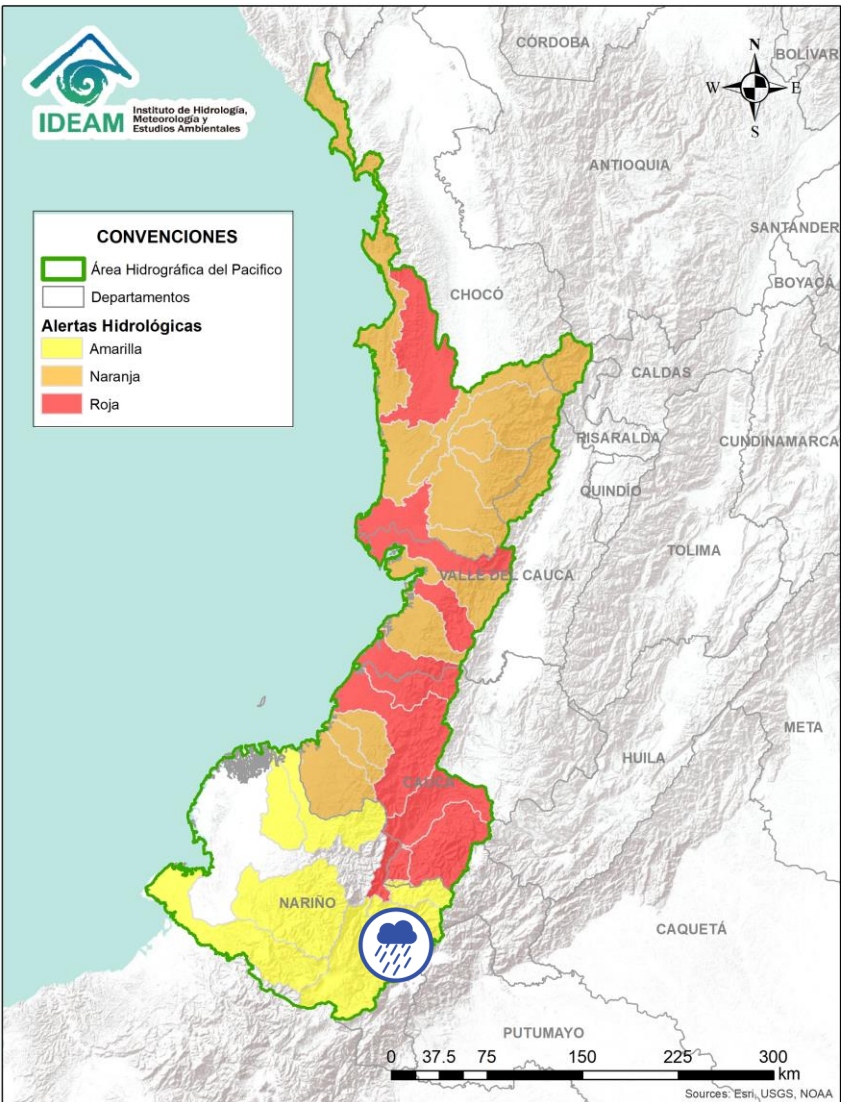 IDEAM
Instituto de Hidrología,
Meteorología y
Estudios Ambientales
CÓRDOBA
BOLÍVAR
N
W
E
S
ANTIOQUIA
SANTANDER
CONVENCIONES
Área Hidrográfica del Pacifico
Departamentos
Alertas Hidrológicas
Amarilla
Naranja
Roja
BOYACÁ
CHOCÓ
CALDAS
RISARALDA
CUNDINAMARCA
QUINDÍO
TOLIMA
VALLE DEL CAUCA
META
HUILA
CAUCA
NARIÑO
CAQUETÁ
PUTUMAYO
0 37.5 75 150 225 300
km
Sources: Esri, USGS, NOAA